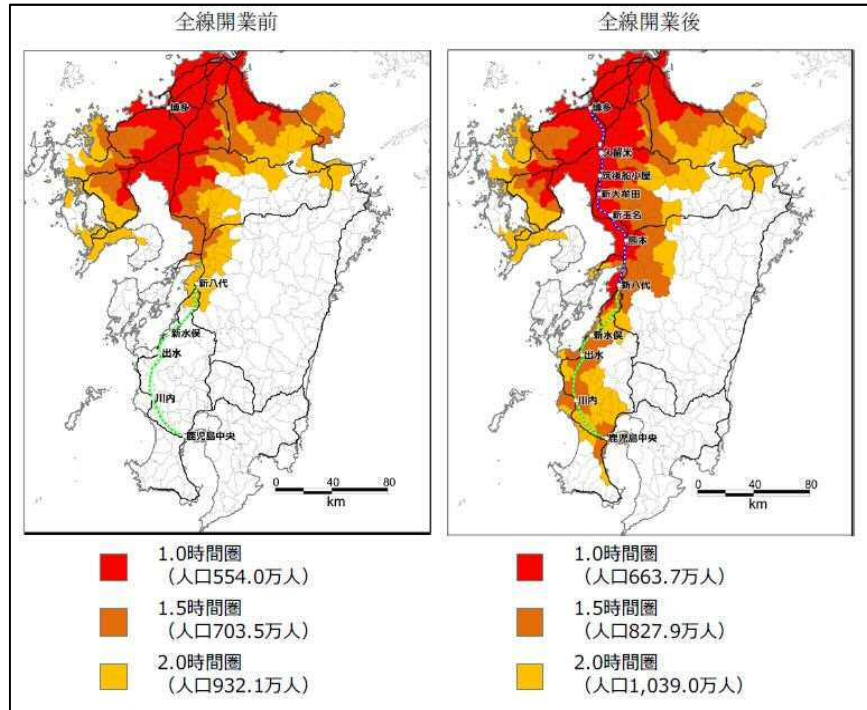 全線開業前
博多
新八代
新水俣
出水
川内
鹿児島中央
0 40 80
km
1.0時間圏
（人口554.0万人）
1.5時間圏
（人口703.5万人）
2.0時間圏
（人口932.1万人）
全線開業後
博多
久留米
筑後船小屋
新大牟田
新玉名
熊本
新八代
新水俣
出水
川内
鹿児島中央
0 40 80
km
1.0時間圏
（人口663.7万人）
1.5時間圏
（人口827.9万人）
2.0時間圏
（人口1,039.0万人）